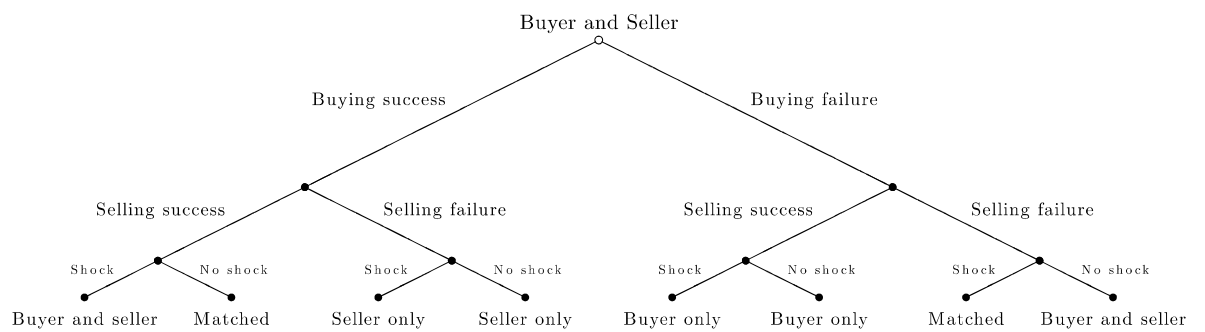 Buyer and Seller
Buying success
Buying failure
Selling success
Selling failure
Selling success
Selling failure
Shock
No shock
Shock
No shock
Shock
No shock
Shock
No shock
Buyer and seller
Matched
Seller only
Seller only
Buyer only
Buyer only
Matched
Buyer and seller